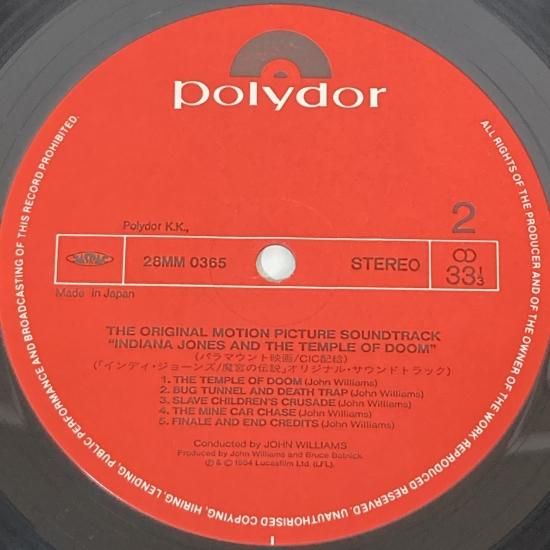 polydor
ALL RIGHTS OF THE PRODUCER AND OF THE OWNER OF THE WORK REPRODUCED RESERVED. UNAUTHORISED COPYING, HIRING, LENDING, PUBLIC PERFORMANCE AND BROADCASTING OF THIS RECORD PROHIBITED.
2
Polydor K.K.,
JASRAC
28MM 0365
STEREO
33 1/3
Made in Japan
THE ORIGINAL MOTION PICTURE SOUNDTRACK
"INDIANA JONES AND THE TEMPLE OF DOOM"
(パラマウント映画/CIC配給)
(「インディ・ジョーンズ/魔宮の伝説」オリジナル・サウンドトラック)
1. THE TEMPLE OF DOOM (John Williams)
2. BUG TUNNEL AND DEATH TRAP (John Williams)
3. SLAVE CHILDREN'S CRUSADE (John Williams)
4. THE MINE CAR CHASE (John Williams)
5. FINALE AND END CREDITS (John Williams)
Conducted by JOHN WILLIAMS
Produced by John Williams and Bruce Botnick
℗ & © 1984 Lucasfilm Ltd. (LFL).